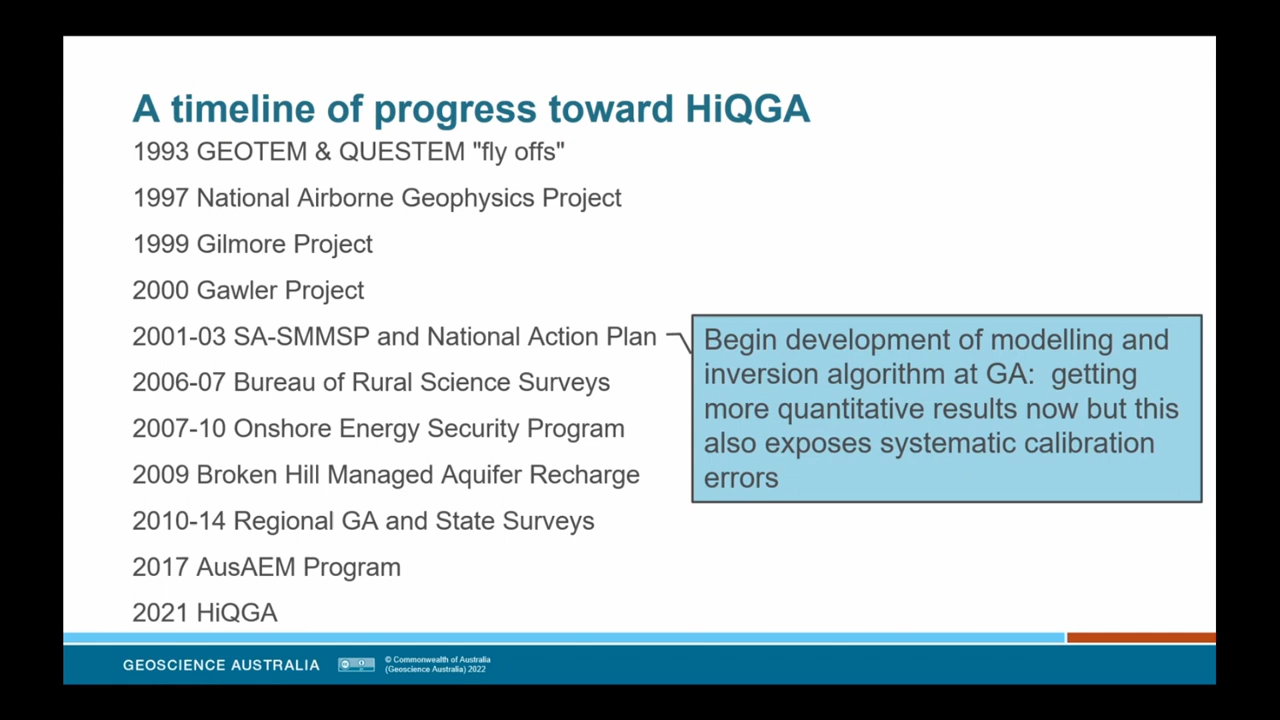 A timeline of progress toward HiQGA
1993 GEOTEM & QUESTEM "fly offs"
1997 National Airborne Geophysics Project
1999 Gilmore Project
2000 Gawler Project
2001-03 SA-SMMSP and National Action Plan
2006-07 Bureau of Rural Science Surveys
2007-10 Onshore Energy Security Program
2009 Broken Hill Managed Aquifer Recharge
2010-14 Regional GA and State Surveys
2017 AusAEM Program
2021 HiQGA
Begin development of modelling and
inversion algorithm at GA:  getting
more quantitative results now but this
also exposes systematic calibration
errors
GEOSCIENCE AUSTRALIA
© Commonwealth of Australia
(Geoscience Australia) 2022